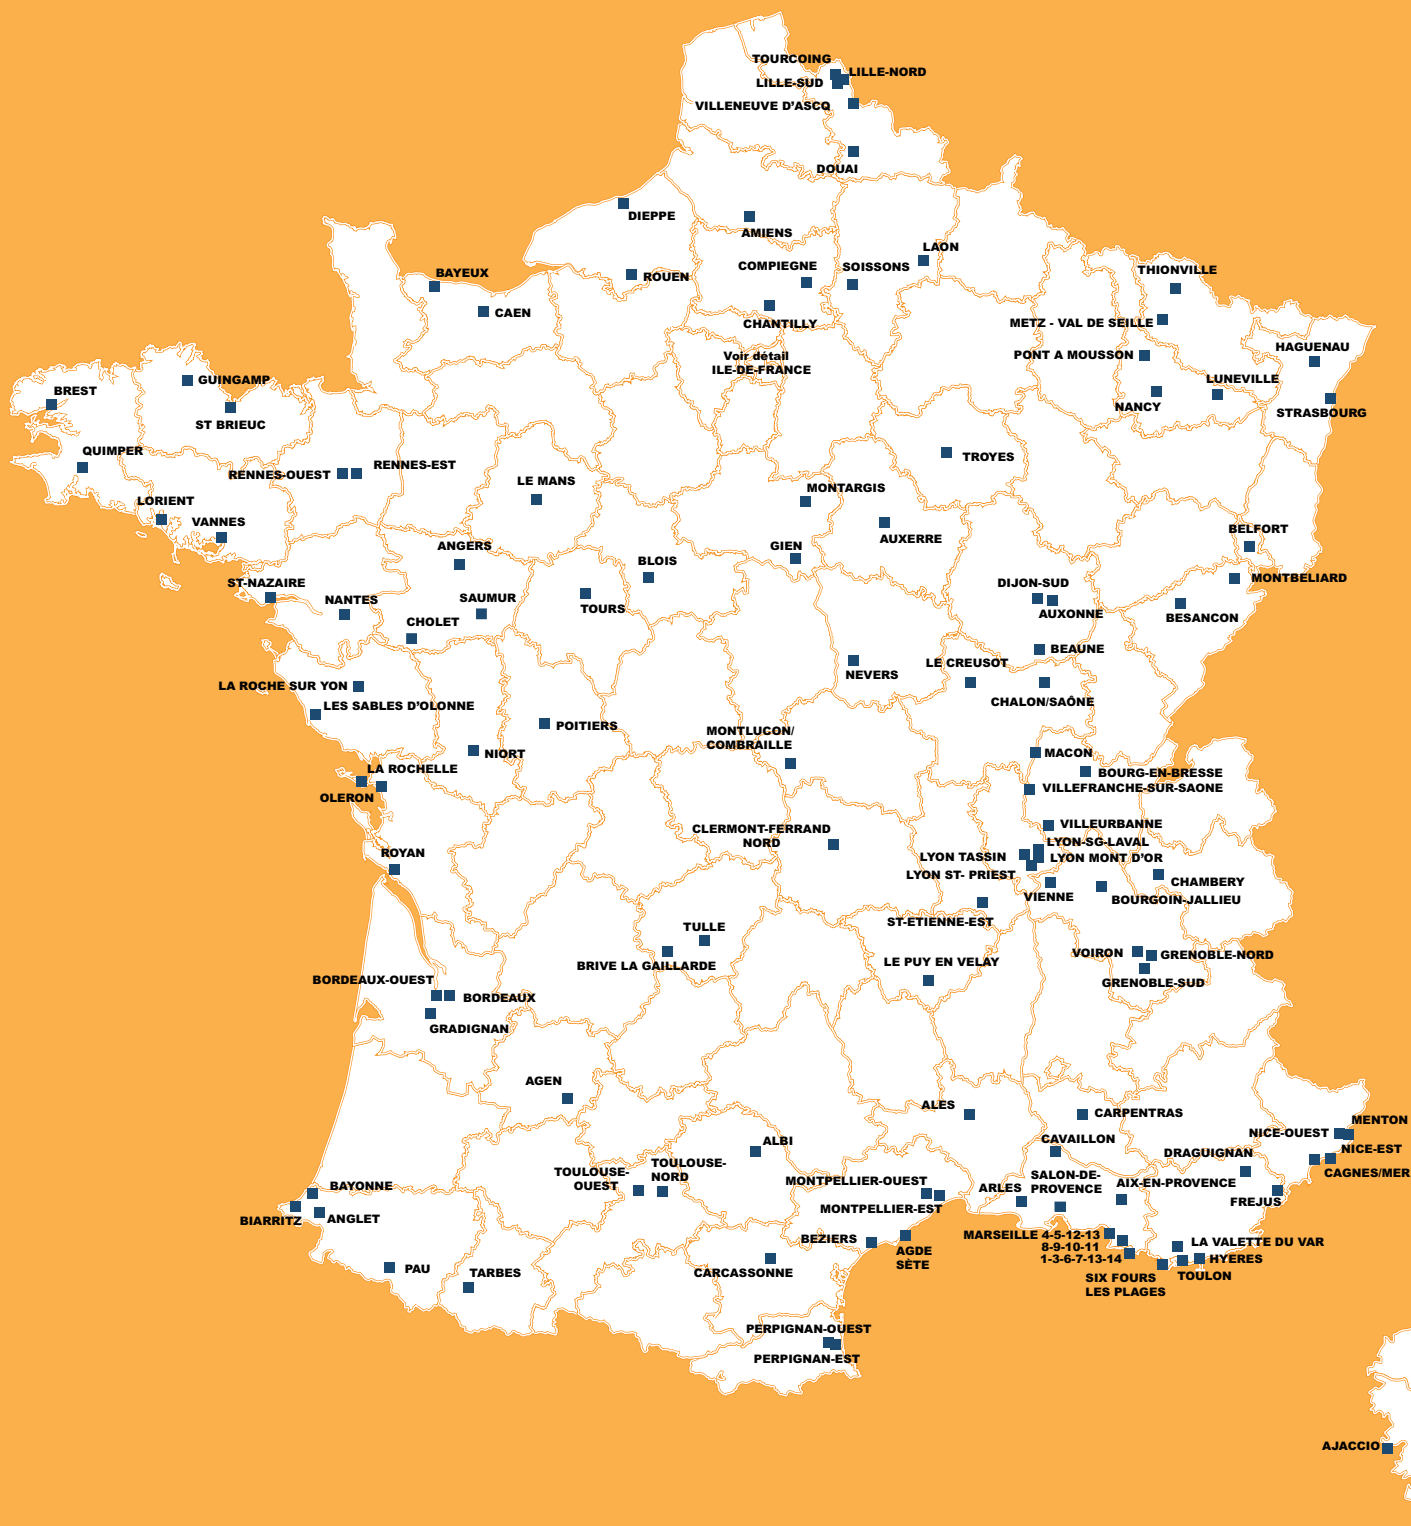 TOURCOING
LILLE-NORD
LILLE-SUD
VILLENEUVE D'ASCQ
DOUAI
DIEPPE
AMIENS
LAON
COMPIEGNE
SOISSONS
ROUEN
BAYEUX
CAEN
CHANTILLY
THIONVILLE
METZ - VAL DE SEILLE
PONT A MOUSSON
HAGUENAU
Voir détail
ILE-DE-FRANCE
LUNEVILLE
NANCY
STRASBOURG
GUINGAMP
BREST
ST BRIEUC
QUIMPER
RENNES-OUEST
RENNES-EST
TROYES
LE MANS
MONTARGIS
LORIENT
VANNES
AUXERRE
BELFORT
ANGERS
GIEN
BLOIS
ST-NAZAIRE
DIJON-SUD
MONTBELIARD
NANTES
SAUMUR
TOURS
AUXONNE
BESANCON
CHOLET
BEAUNE
LE CREUSOT
NEVERS
LA ROCHE SUR YON
CHALON/SAÔNE
LES SABLES D'OLONNE
POITIERS
MONTLUCON/
COMBRAILLE
NIORT
MACON
LA ROCHELLE
BOURG-EN-BRESSE
OLERON
VILLEFRANCHE-SUR-SAONE
CLERMONT-FERRAND
NORD
VILLEURBANNE
LYON-SG-LAVAL
ROYAN
LYON TASSIN
LYON MONT D'OR
LYON ST- PRIEST
CHAMBERY
VIENNE
BOURGOIN-JALLIEU
ST-ETIENNE-EST
TULLE
BRIVE LA GAILLARDE
LE PUY EN VELAY
VOIRON
GRENOBLE-NORD
GRENOBLE-SUD
BORDEAUX-OUEST
BORDEAUX
GRADIGNAN
AGEN
ALES
CARPENTRAS
MENTON
NICE-OUEST
ALBI
CAVAILLON
NICE-EST
DRAGUIGNAN
CAGNES/MER
TOULOUSE-
OUEST
TOULOUSE-
NORD
MONTPELLIER-OUEST
SALON-DE-
PROVENCE
AIX-EN-PROVENCE
ARLES
FREJUS
BAYONNE
MONTPELLIER-EST
BIARRITZ
ANGLET
BEZIERS
MARSEILLE 4-5-12-13
8-9-10-11
1-3-6-7-13-14
LA VALETTE DU VAR
AGDE
SÈTE
HYERES
PAU
TARBES
CARCASSONNE
TOULON
SIX FOURS
LES PLAGES
PERPIGNAN-OUEST
PERPIGNAN-EST
AJACCIO